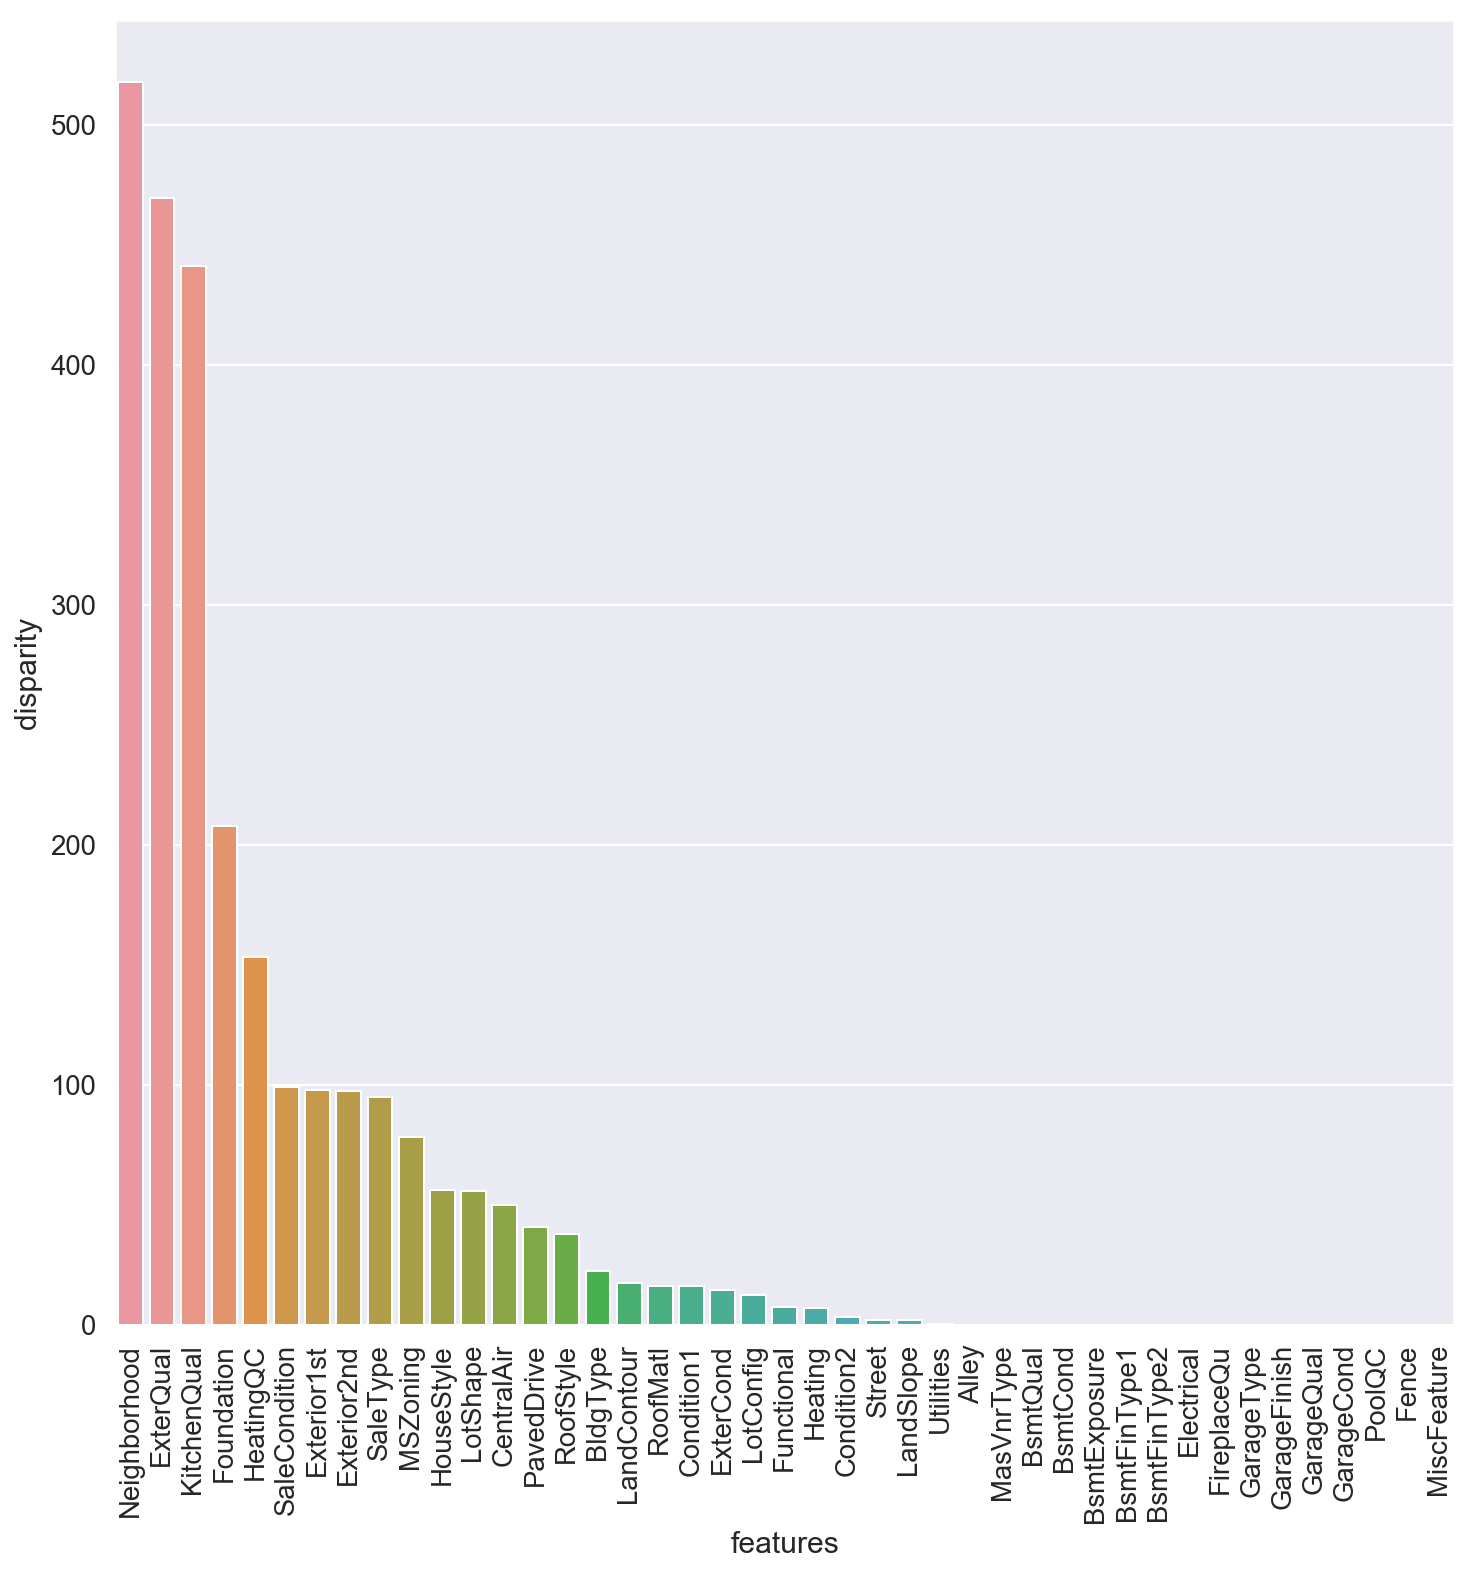 500
400
300
200
100
0
disparity
Neighborhood
ExterQual
KitchenQual
Foundation
HeatingQC
SaleCondition
Exterior1st
Exterior2nd
SaleType
MSZoning
HouseStyle
LotShape
CentralAir
PavedDrive
RoofStyle
BldgType
LandContour
RoofMatl
Condition1
ExterCond
LotConfig
Functional
Heating
Condition2
Street
LandSlope
Utilities
Alley
MasVnrType
BsmtQual
BsmtCond
BsmtExposure
BsmtFinType1
BsmtFinType2
Electrical
FireplaceQu
GarageType
GarageFinish
GarageQual
GarageCond
PoolQC
Fence
MiscFeature
features